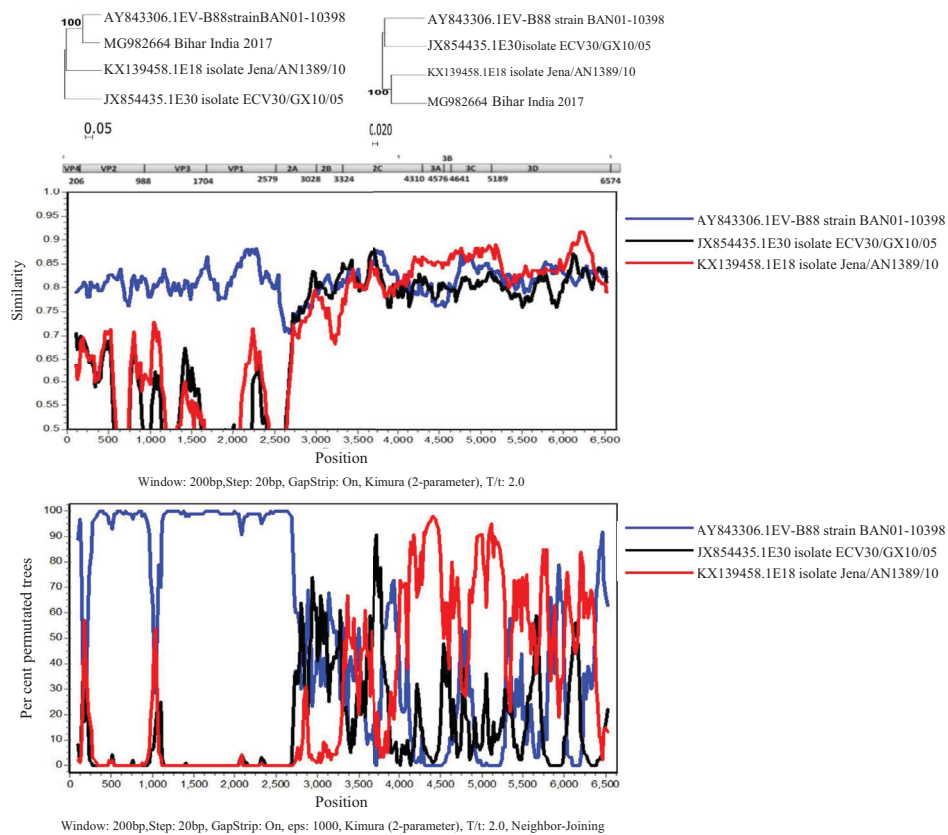 100
AY843306.1EV-B88strainBAN01-10398
MG982664 Bihar India 2017
KX139458.1E18 isolate Jena/AN1389/10
JX854435.1E30 isolate ECV30/GX10/05
0.05
AY843306.1EV-B88 strain BAN01-10398
JX854435.1E30isolate ECV30/GX10/05
KX139458.1E18 isolate Jena/AN1389/10
100
MG982664 Bihar India 2017
0.020
3B
VP4 VP2 VP3 VP1 2A 2B 2C 3A 3C 3D
206 988 1704 2579 3028 3324 4310 4576 4641 5189 6574
Similarity
1.0
0.95
0.9
0.85
0.8
0.75
0.7
0.65
0.6
0.55
0.5
0 500 1,000 1,500 2,000 2,500 3,000 3,500 4,000 4,500 5,000 5,500 6,000 6,500
Position
Window: 200bp,Step: 20bp, GapStrip: On, Kimura (2-parameter), T/t: 2.0
AY843306.1EV-B88 strain BAN01-10398
JX854435.1E30 isolate ECV30/GX10/05
KX139458.1E18 isolate Jena/AN1389/10
Per cent permutated trees
100
90
80
70
60
50
40
30
20
10
0
0 500 1,000 1,500 2,000 2,500 3,000 3,500 4,000 4,500 5,000 5,500 6,000 6,500
Position
Window: 200bp,Step: 20bp, GapStrip: On, eps: 1000, Kimura (2-parameter), T/t: 2.0, Neighbor-Joining
AY843306.1EV-B88 strain BAN01-10398
JX854435.1E30 isolate ECV30/GX10/05
KX139458.1E18 isolate Jena/AN1389/10